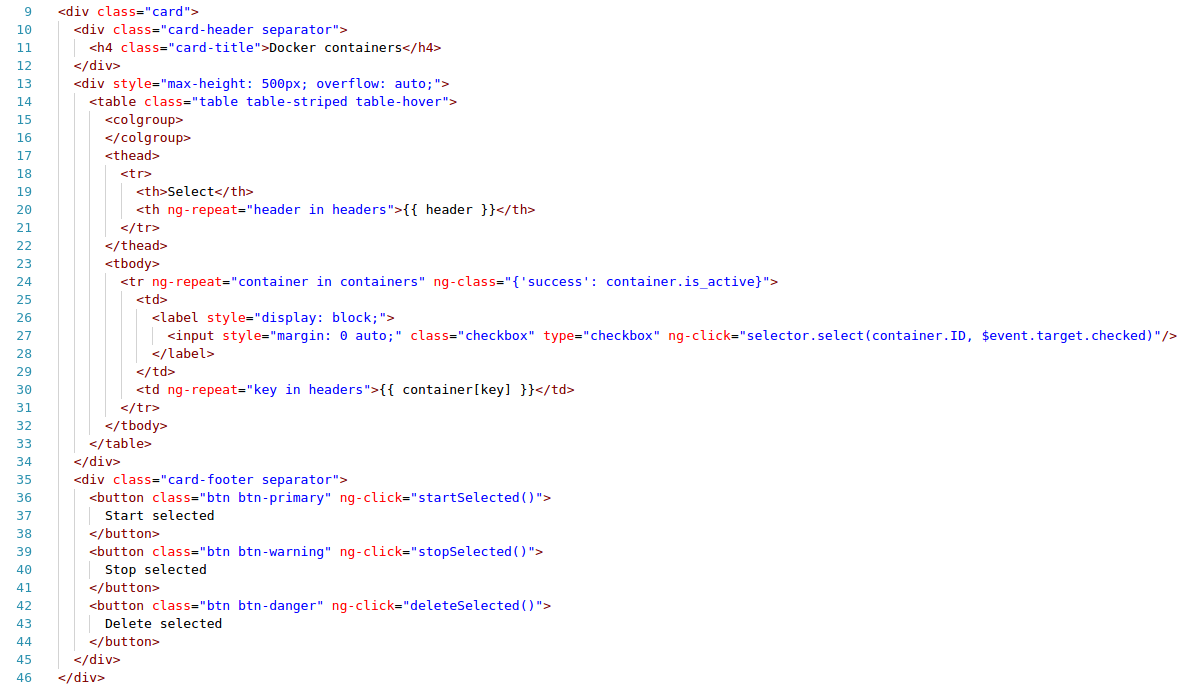 9 <div class="card">
10 <div class="card-header separator">
11 <h4 class="card-title">Docker containers</h4>
12 </div>
13 <div style="max-height: 500px; overflow: auto;">
14 <table class="table table-striped table-hover">
15 <colgroup>
16 </colgroup>
17 <thead>
18 <tr>
19 <th>Select</th>
20 <th ng-repeat="header in headers">{{ header }}</th>
21 </tr>
22 </thead>
23 <tbody>
24 <tr ng-repeat="container in containers" ng-class="{'success': container.is_active}">
25 <td>
26 <label style="display: block;">
27 <input style="margin: 0 auto;" class="checkbox" type="checkbox" ng-click="selector.select(container.ID, $event.target.checked)"/>
28 </label>
29 </td>
30 <td ng-repeat="key in headers">{{ container[key] }}</td>
31 </tr>
32 </tbody>
33 </table>
34 </div>
35 <div class="card-footer separator">
36 <button class="btn btn-primary" ng-click="startSelected()">
37 Start selected
38 </button>
39 <button class="btn btn-warning" ng-click="stopSelected()">
40 Stop selected
41 </button>
42 <button class="btn btn-danger" ng-click="deleteSelected()">
43 Delete selected
44 </button>
45 </div>
46 </div>